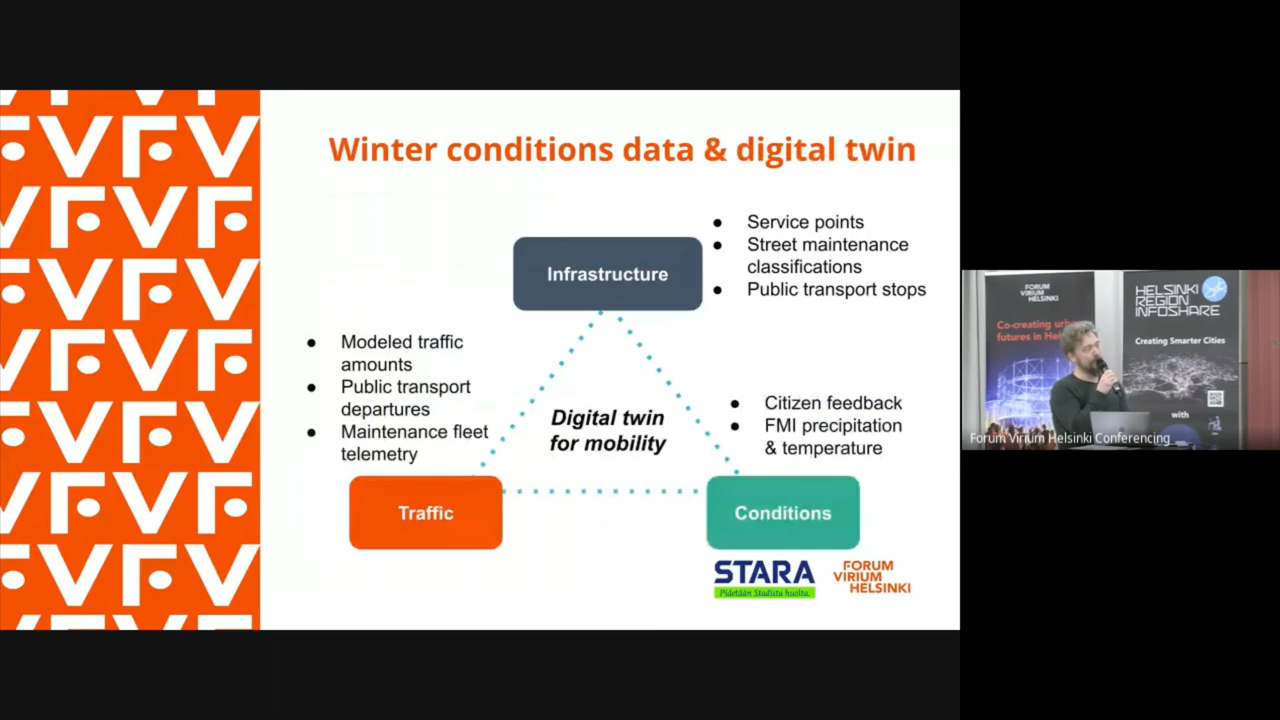 Winter conditions data & digital twin
Infrastructure
● Service points
● Street maintenance
classifications
● Public transport stops
● Modeled traffic
amounts
● Public transport
departures
● Maintenance fleet
telemetry
Digital twin
for mobility
● Citizen feedback
● FMI precipitation
& temperature
Traffic
Conditions
STARA
Pidetään Stadista huolta.
FORUM
VIRIUM
HELSINKI
FORUM
VIRIUM
HELSINKI
Co-creating
futures in
HELSINKI
REGION
INFOSHARE
Creating Smarter Cities
with
Forum Virium Helsinki Conferencing